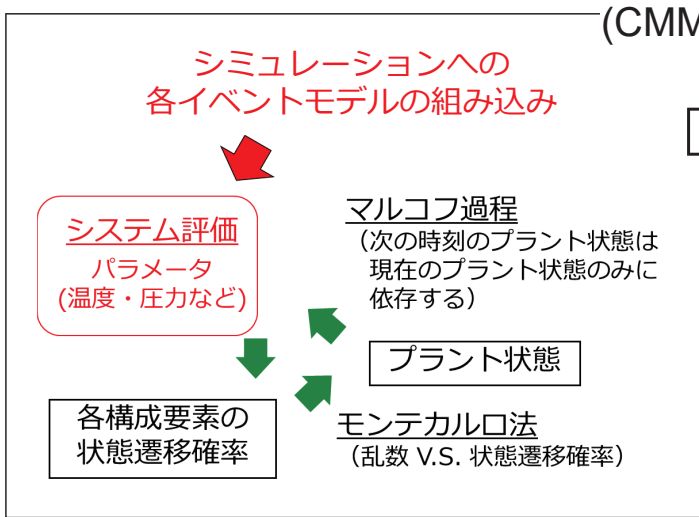 (CMM
シミュレーションへの
各イベントモデルの組み込み
システム評価
パラメータ
(温度・圧力など)
マルコフ過程
（次の時刻のプラント状態は
現在のプラント状態のみに
依存する）
プラント状態
各構成要素の
状態遷移確率
モンテカルロ法
（乱数 V.S. 状態遷移確率）